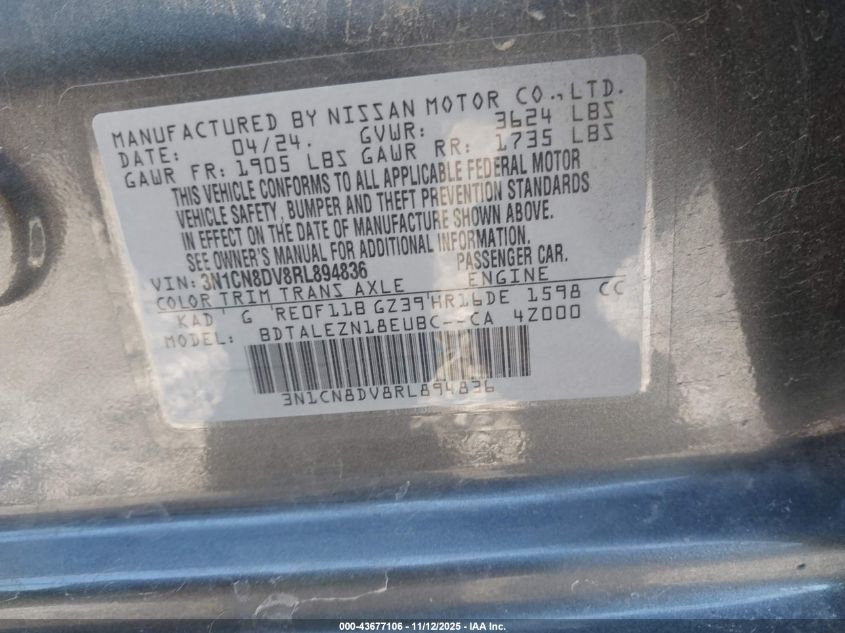 MANUFACTURED BY NISSAN MOTOR CO., LTD.
DATE: 04/24. GVWR: 3624 LBS
GAWR FR: 1905 LBS GAWR RR: 1735 LBS
THIS VEHICLE CONFORMS TO ALL APPLICABLE FEDERAL MOTOR
VEHICLE SAFETY, BUMPER AND THEFT PREVENTION STANDARDS
IN EFFECT ON THE DATE OF MANUFACTURE SHOWN ABOVE.
SEE OWNER'S MANUAL FOR ADDITIONAL INFORMATION.
VIN: 3N1CN8DV8RL894836 PASSENGER CAR.
COLOR TRIM TRANS AXLE ENGINE
KAD G RE0F11B GZ39 HR16DE 1598 CC
MODEL: BDTALEZN18EUBC--CA 4Z000
3N1CN8DV8RL894836
000-43677106 - 11/12/2025 - IAA Inc.